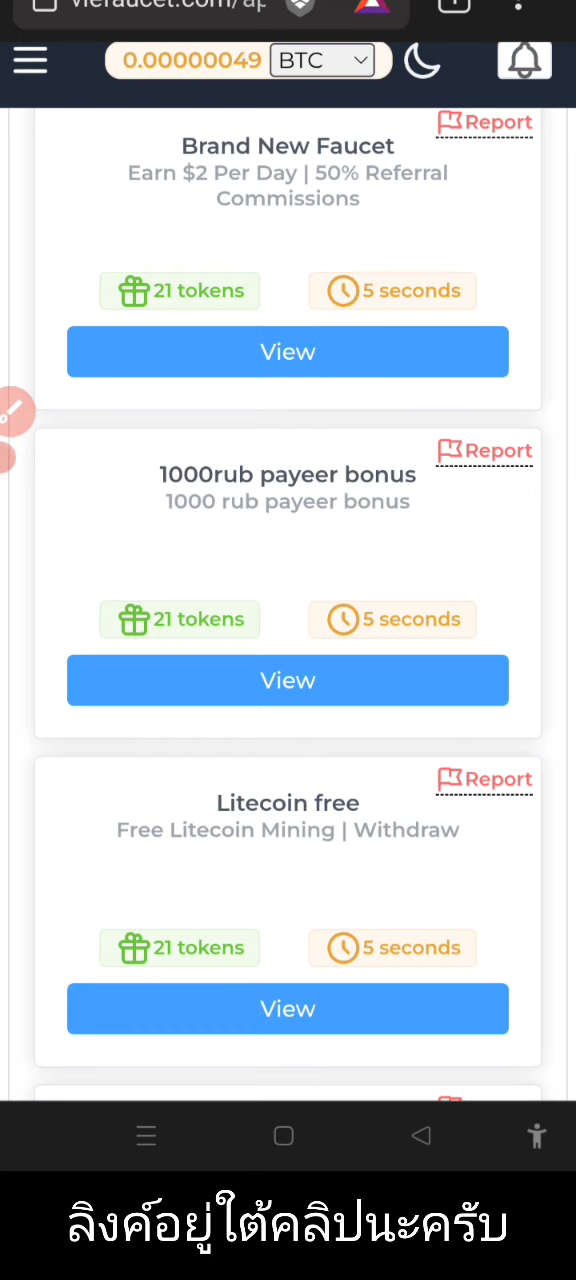 viefaucet.com/ap
0.00000049 BTC
Report
Brand New Faucet
Earn $2 Per Day | 50% Referral
Commissions
21 tokens 5 seconds
View
Report
1000rub payeer bonus
1000 rub payeer bonus
21 tokens 5 seconds
View
Report
Litecoin free
Free Litecoin Mining | Withdraw
21 tokens 5 seconds
View
ลิงค์อยู่ใต้คลิปนะครับ